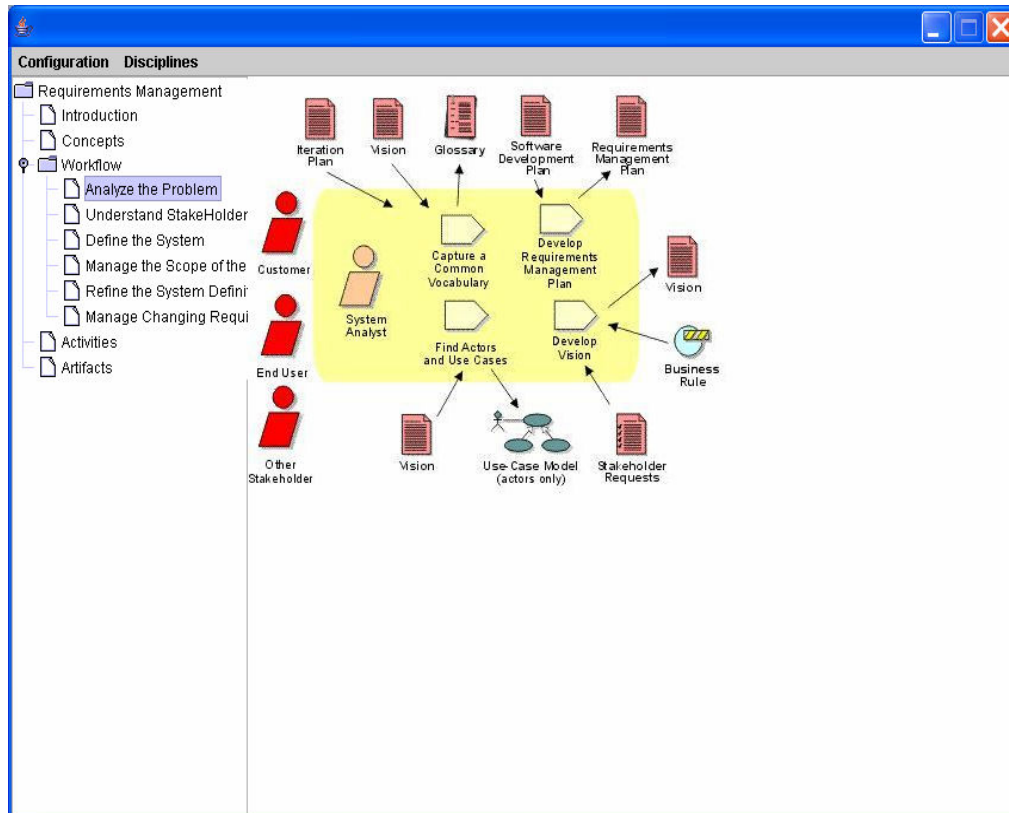 Configuration Disciplines
Requirements Management
Introduction
Concepts
Workflow
Analyze the Problem
Understand StakeHolder
Define the System
Manage the Scope of the
Refine the System Defini
Manage Changing Requi
Activities
Artifacts
Iteration
Plan
Vision
Glossary
Software
Development
Plan
Requirements
Management
Plan
Customer
System
Analyst
Capture a
Common
Vocabulary
Develop
Requirements
Management
Plan
Vision
End User
Find Actors
and Use Cases
Develop
Vision
Business
Rule
Other
Stakeholder
Vision
Use-Case Model
(actors only)
Stakeholder
Requests